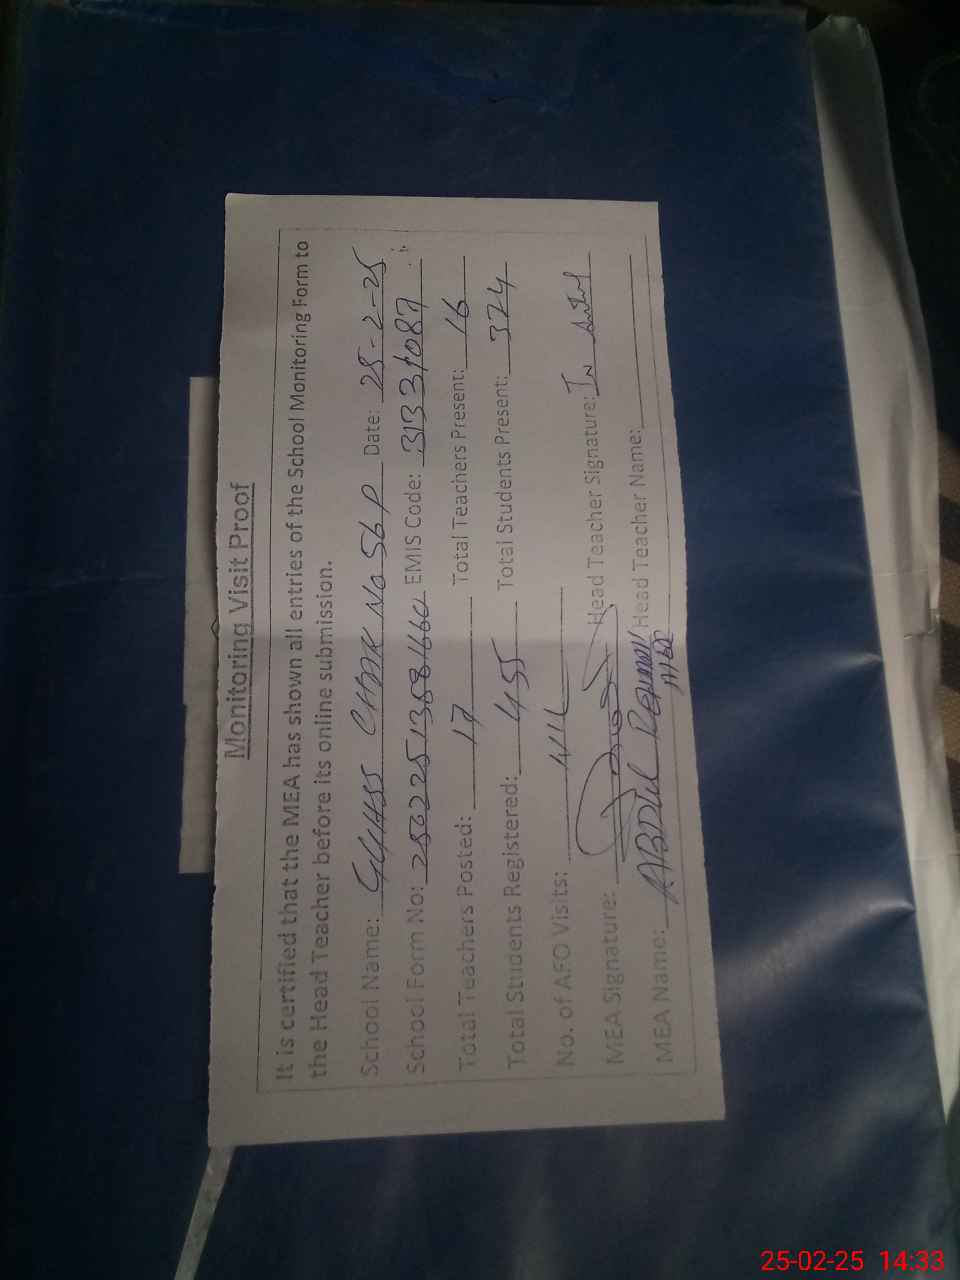 Monitoring Visit Proof
It is certified that the MEA has shown all entries of the School Monitoring Form to
the Head Teacher before its online submission.
School Name: GGHSS CHAK No 56 P Date: 25-2-25
School Form No: EMIS Code: 31331087
Total Teachers Posted: 17 Total Teachers Present: 16
Total Students Registered: 455 Total Students Present: 324
No. of AFO Visits: NIL
MEA Signature: Head Teacher Signature:
MEA Name: ABDUL REHMAN Head Teacher Name:
25-02-25 14:33